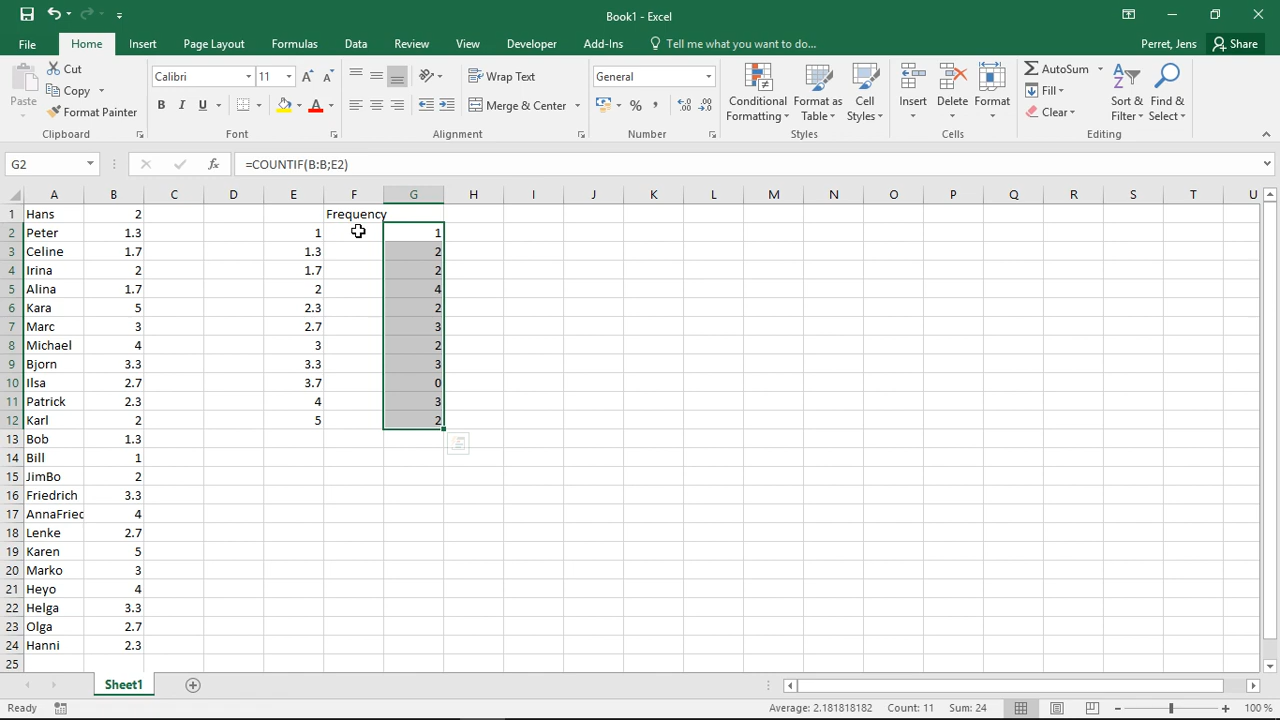 Book1 - Excel
File Home Insert Page Layout Formulas Data Review View Developer Add-Ins Tell me what you want to do... Perret, Jens Share
Paste Cut Copy Format Painter Clipboard
Calibri 11 B I U A Font
Wrap Text Merge & Center Alignment
General % Number
Conditional Formatting Format as Table Cell Styles Styles
Insert Delete Format Cells
AutoSum Fill Clear Sort & Filter Find & Select Editing
G2 fx =COUNTIF(B:B;E2)
A B C D E F G H I J K L M N O P Q R S T U
1 Hans 2 Frequency
2 Peter 1.3 1 1
3 Celine 1.7 1.3 2
4 Irina 2 1.7 2
5 Alina 1.7 2 4
6 Kara 5 2.3 2
7 Marc 3 2.7 3
8 Michael 4 3 2
9 Bjorn 3.3 3.3 3
10 Ilsa 2.7 3.7 0
11 Patrick 2.3 4 3
12 Karl 2 5 2
13 Bob 1.3
14 Bill 1
15 JimBo 2
16 Friedrich 3.3
17 AnnaFried 4
18 Lenke 2.7
19 Karen 5
20 Marko 3
21 Heyo 4
22 Helga 3.3
23 Olga 2.7
24 Hanni 2.3
25
Sheet1
Ready Average: 2.181818182 Count: 11 Sum: 24 100 %